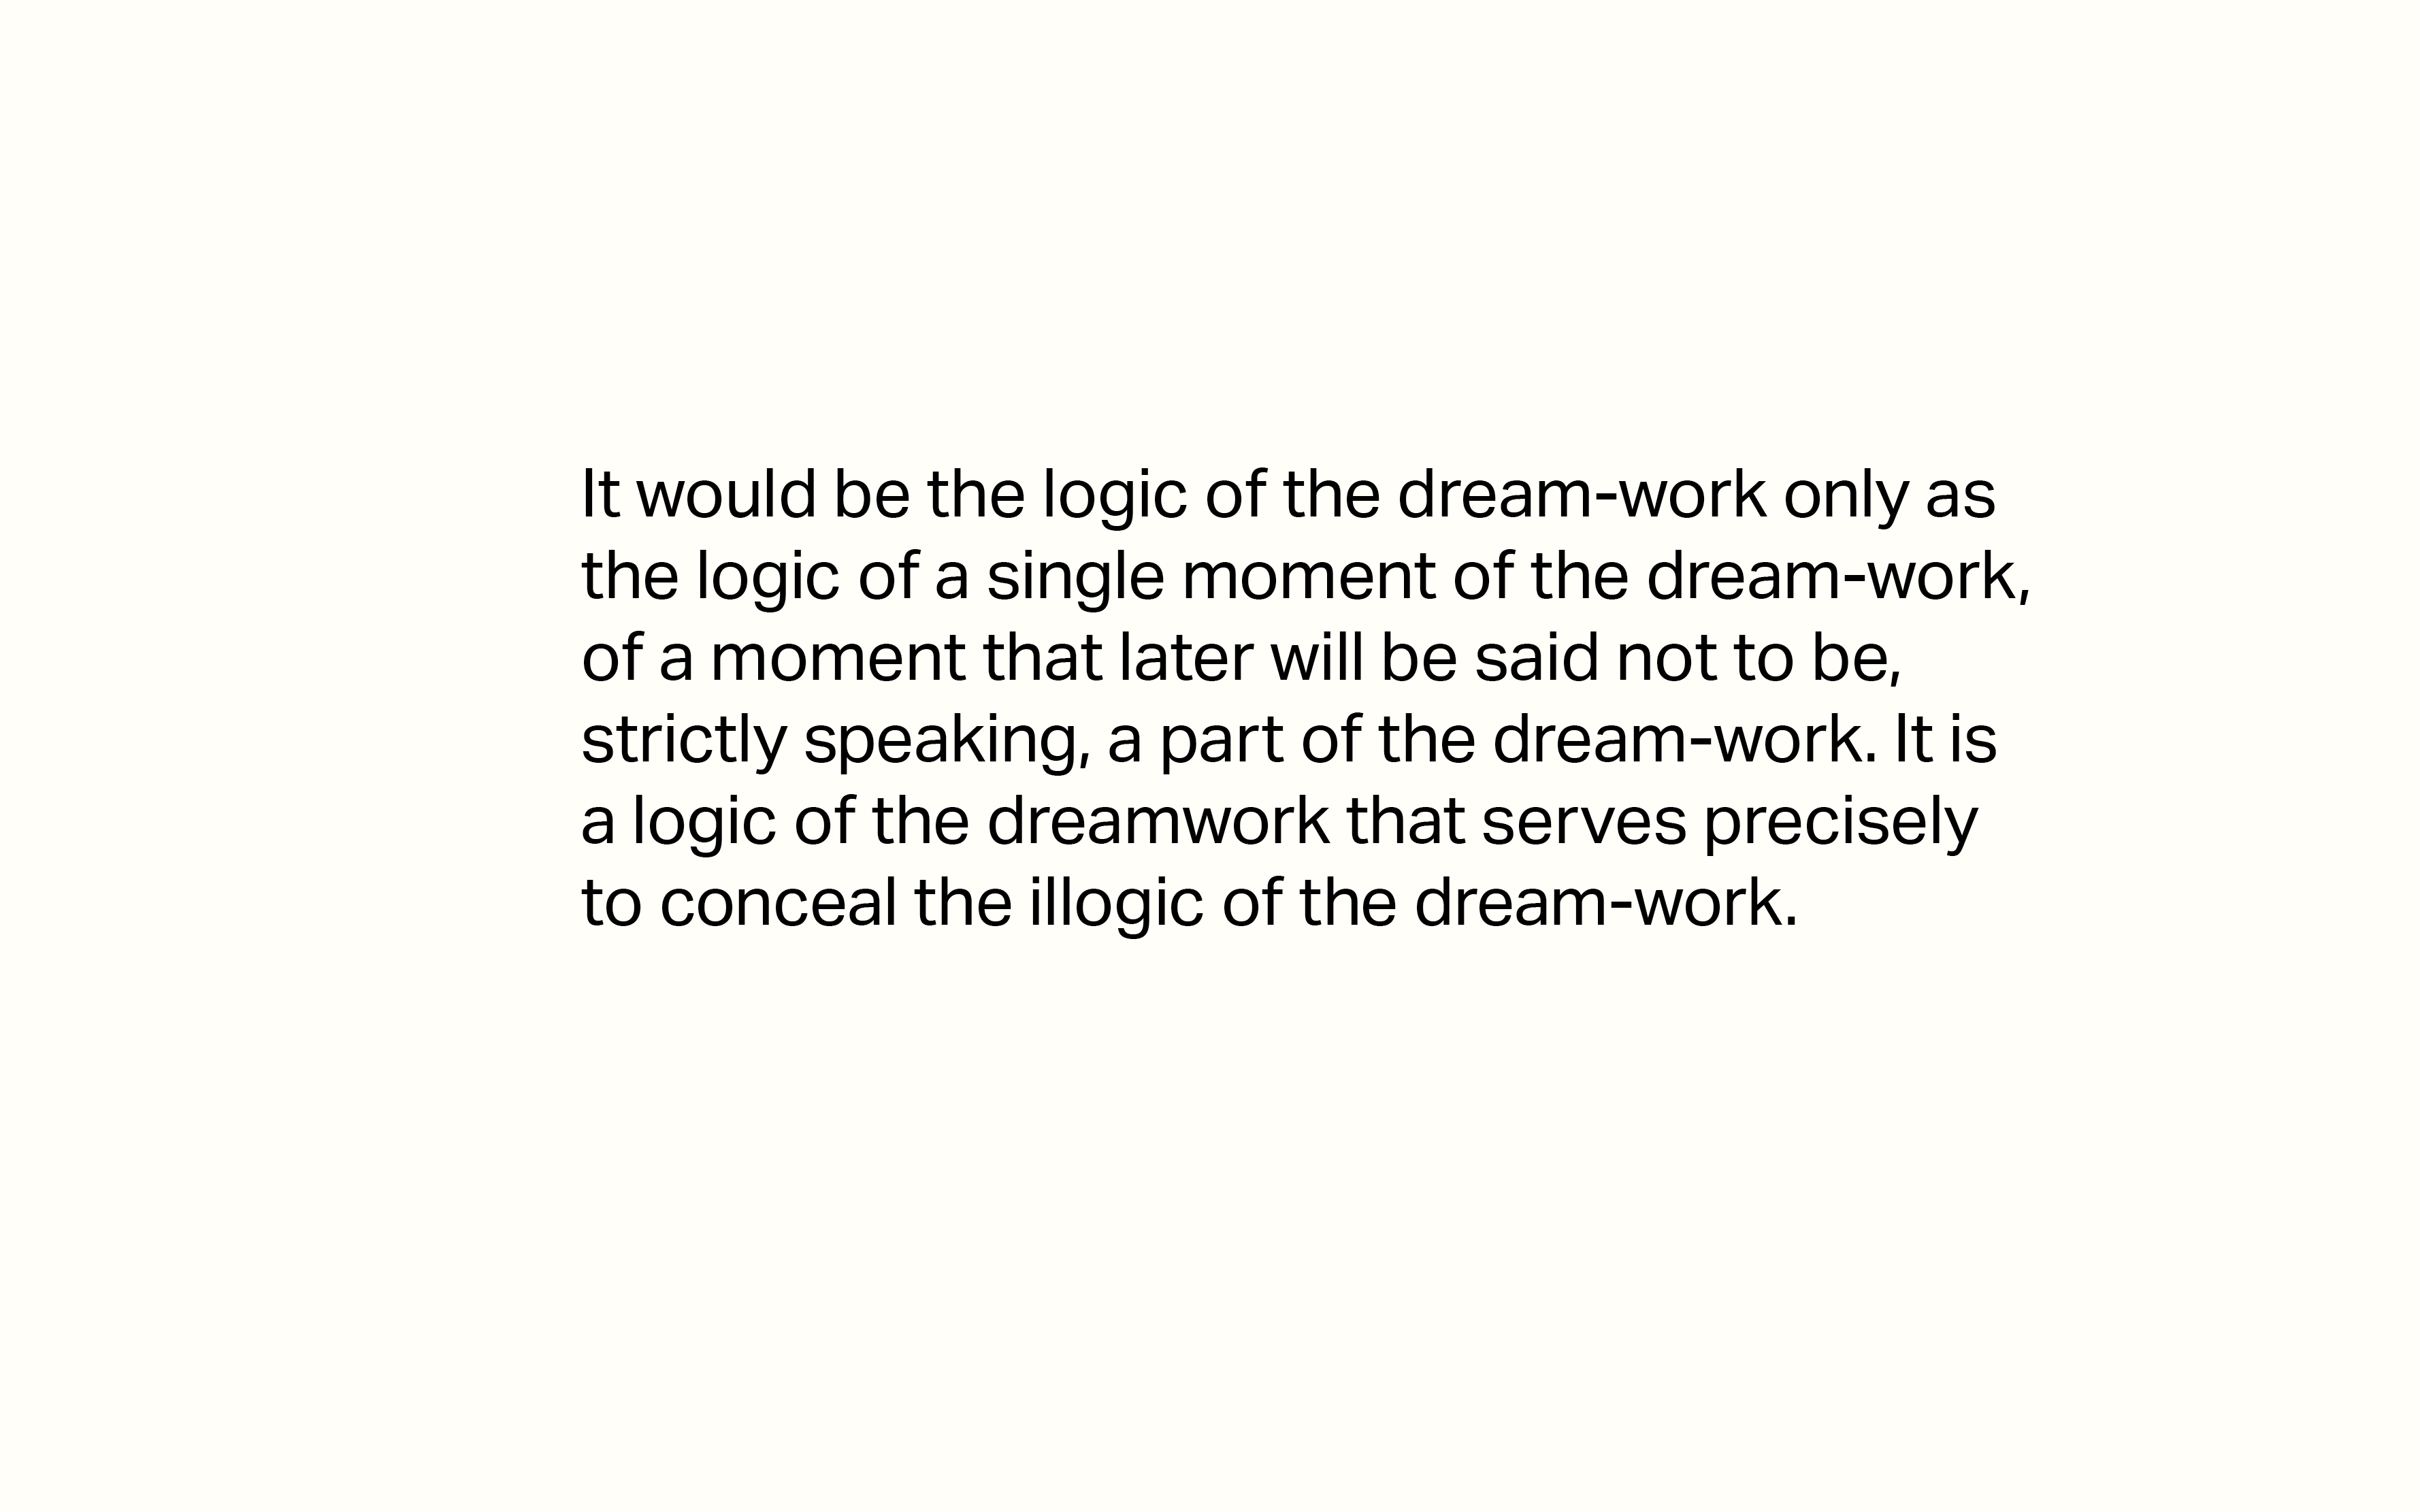 It would be the logic of the dream-work only as
the logic of a single moment of the dream-work,
of a moment that later will be said not to be,
strictly speaking, a part of the dream-work. It is
a logic of the dreamwork that serves precisely
to conceal the illogic of the dream-work.